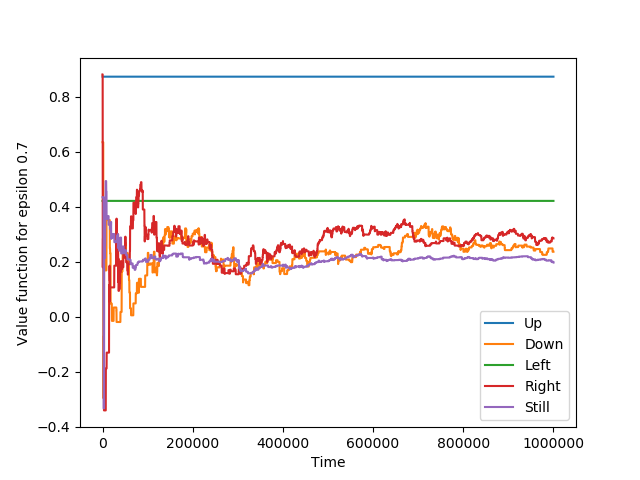 Value function for epsilon 0.7
0.8
0.6
0.4
0.2
0.0
−0.2
−0.4
0 200000 400000 600000 800000 1000000
Time
Up
Down
Left
Right
Still